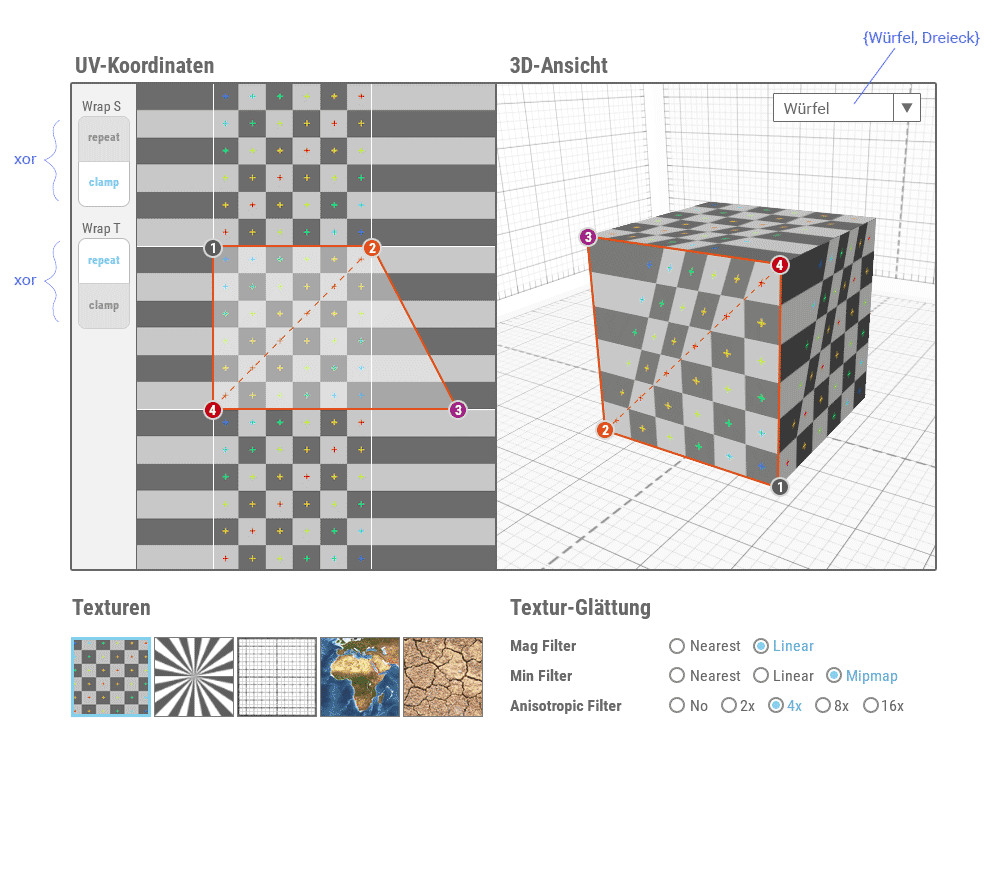 {Würfel, Dreieck}
UV-Koordinaten
3D-Ansicht
Wrap S
repeat
clamp
xor
Wrap T
repeat
clamp
xor
1
2
4
3
Würfel
3
4
2
1
Texturen
Textur-Glättung
Mag Filter Nearest Linear
Min Filter Nearest Linear Mipmap
Anisotropic Filter No 2x 4x 8x 16x